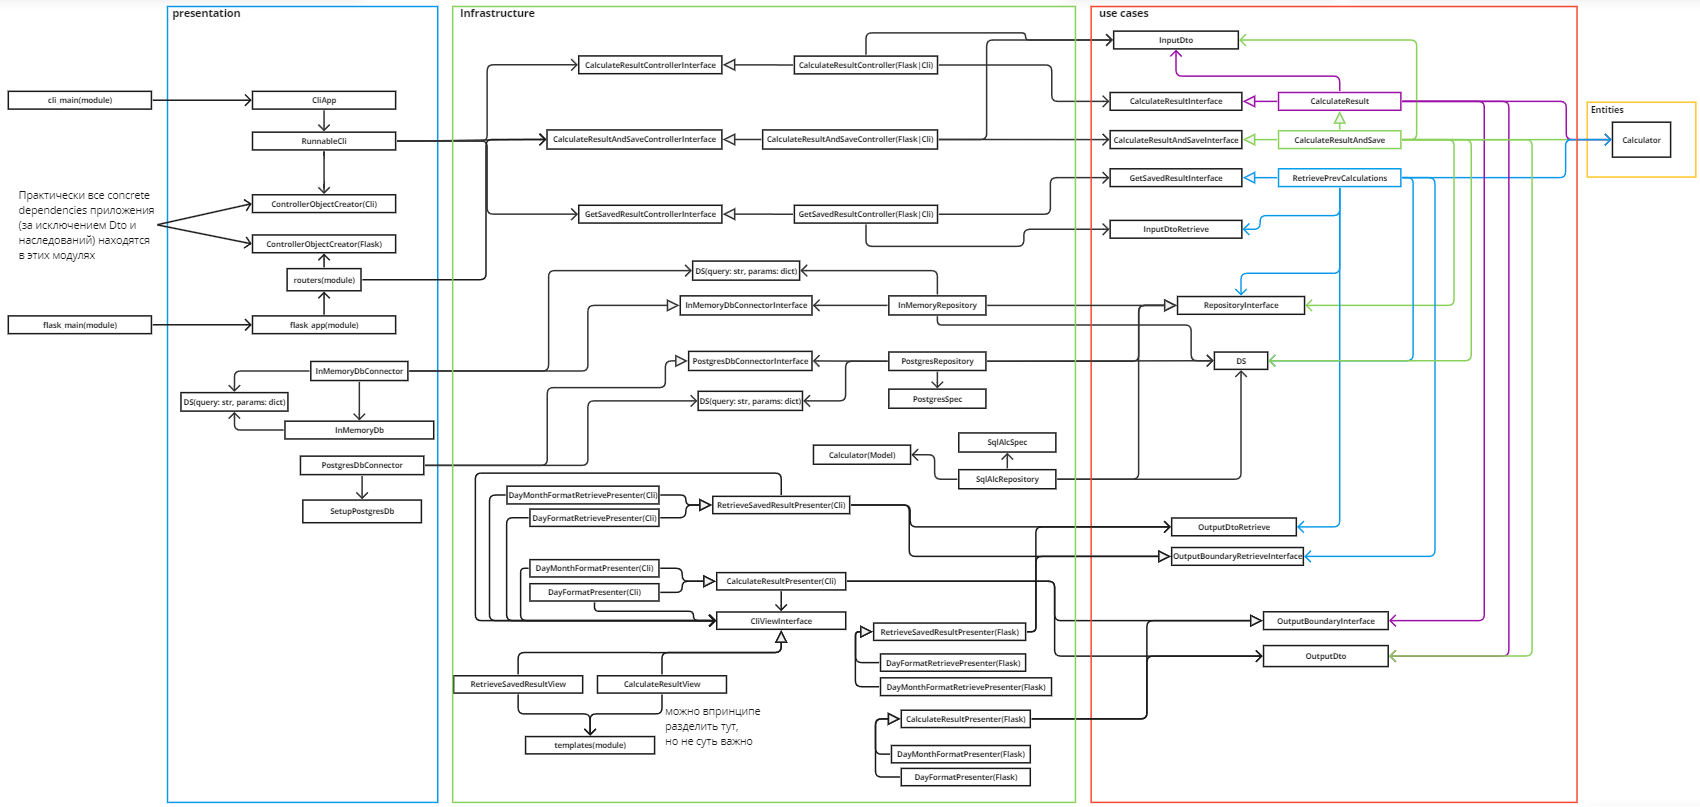 presentation
cli_main(module)
CliApp
RunnableCli
Практически все concrete
dependencies приложения
(за исключением Dto и
наследований) находятся
в этих модулях
ControllerObjectCreator(Cli)
ControllerObjectCreator(Flask)
routers(module)
flask_main(module)
flask_app(module)
InMemoryDbConnector
DS(query: str, params: dict)
InMemoryDb
PostgresDbConnector
SetupPostgresDb
Infrastructure
CalculateResultControllerInterface
CalculateResultController(Flask|Cli)
CalculateResultAndSaveControllerInterface
CalculateResultAndSaveController(Flask|Cli)
GetSavedResultControllerInterface
GetSavedResultController(Flask|Cli)
DS(query: str, params: dict)
InMemoryDbConnectorInterface
InMemoryRepository
PostgresDbConnectorInterface
PostgresRepository
DS(query: str, params: dict)
PostgresSpec
SqlAlcSpec
Calculator(Model)
SqlAlcRepository
DayMonthFormatRetrievePresenter(Cli)
RetrieveSavedResultPresenter(Cli)
DayFormatRetrievePresenter(Cli)
DayMonthFormatPresenter(Cli)
CalculateResultPresenter(Cli)
DayFormatPresenter(Cli)
CliViewInterface
RetrieveSavedResultPresenter(Flask)
DayFormatRetrievePresenter(Flask)
DayMonthFormatRetrievePresenter(Flask)
RetrieveSavedResultView
CalculateResultView
можно впринципе
разделить тут,
но не суть важно
templates(module)
CalculateResultPresenter(Flask)
DayMonthFormatPresenter(Flask)
DayFormatPresenter(Flask)
use cases
InputDto
CalculateResultInterface
CalculateResult
CalculateResultAndSaveInterface
CalculateResultAndSave
GetSavedResultInterface
RetrievePrevCalculations
InputDtoRetrieve
RepositoryInterface
DS
OutputDtoRetrieve
OutputBoundaryRetrieveInterface
OutputBoundaryInterface
OutputDto
Entities
Calculator